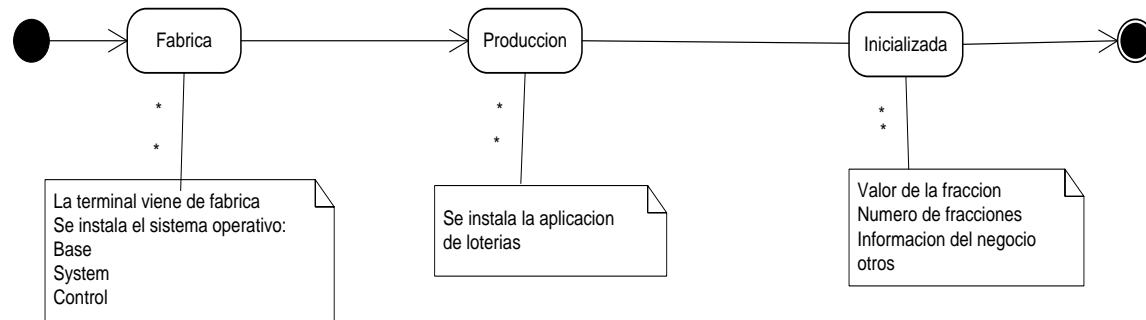 Fabrica
Produccion
Inicializada
*
*
*
*
*
*
La terminal viene de fabrica
Se instala el sistema operativo:
Base
System
Control
Se instala la aplicacion
de loterias
Valor de la fraccion
Numero de fracciones
Informacion del negocio
otros